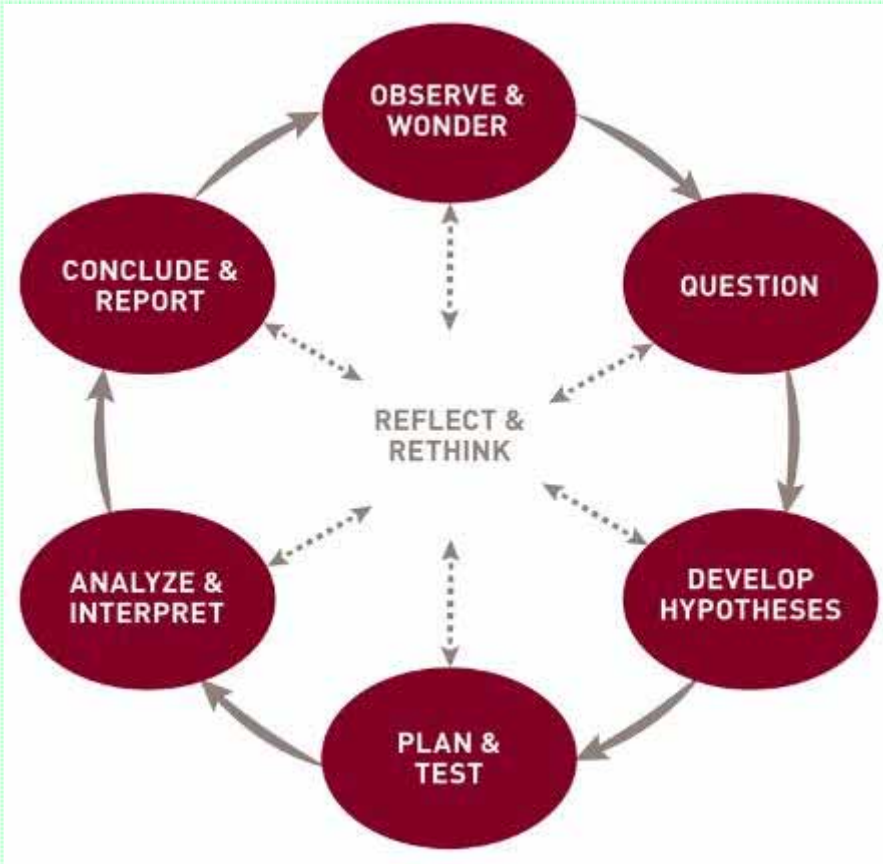 OBSERVE &
WONDER
QUESTION
DEVELOP
HYPOTHESES
PLAN &
TEST
ANALYZE &
INTERPRET
CONCLUDE &
REPORT
REFLECT &
RETHINK